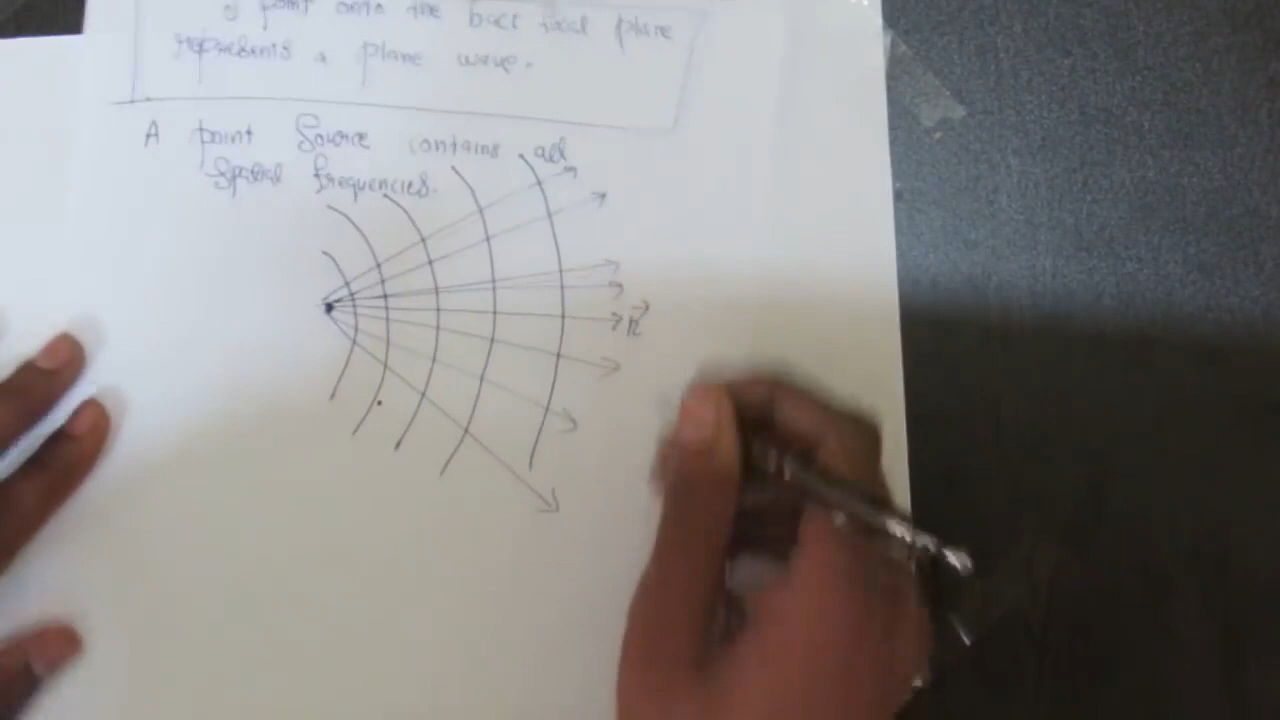 point onto the back focal plane
represents a plane wave.
A point Source contains all
Spatial frequencies.
k